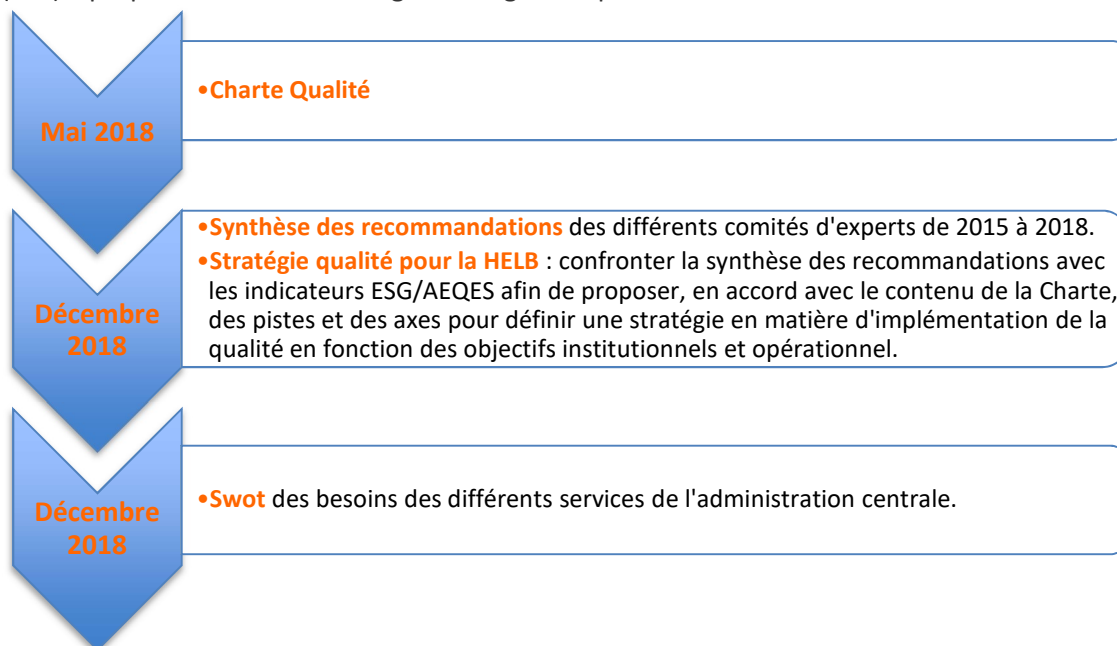 Mai 2018
•Charte Qualité
Décembre
2018
•Synthèse des recommandations des différents comités d'experts de 2015 à 2018.
•Stratégie qualité pour la HELB : confronter la synthèse des recommandations avec
les indicateurs ESG/AEQES afin de proposer, en accord avec le contenu de la Charte,
des pistes et des axes pour définir une stratégie en matière d'implémentation de la
qualité en fonction des objectifs institutionnels et opérationnel.
Décembre
2018
•Swot des besoins des différents services de l'administration centrale.